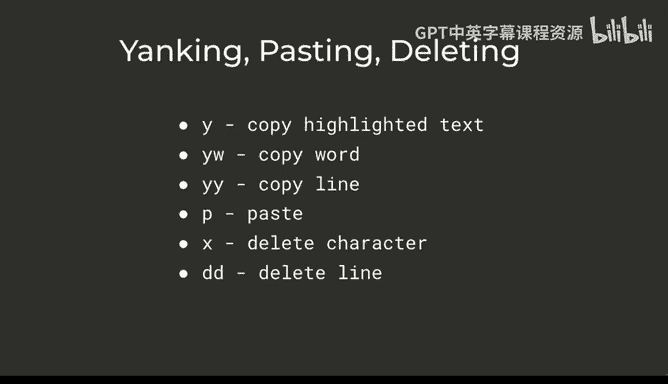 GPT中英字幕课程资源 bilibili
Yanking, Pasting, Deleting
● y - copy highlighted text
● yw - copy word
● yy - copy line
● p - paste
● x - delete character
● dd - delete line